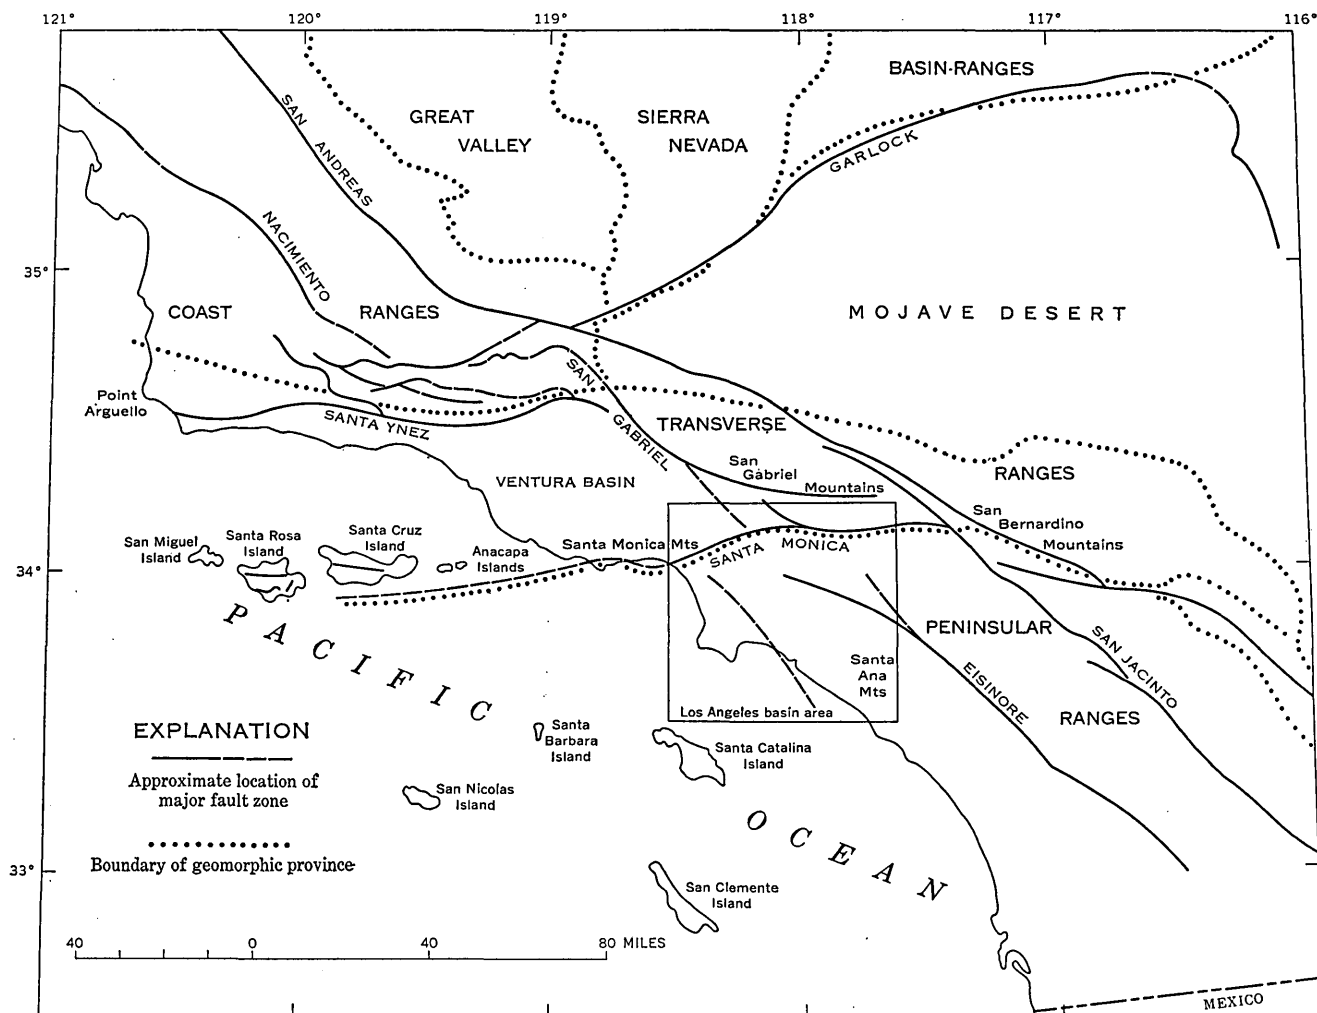 121°
120°
119°
118°
117°
116°
BASIN-RANGES
GREAT
VALLEY
SIERRA
NEVADA
SAN ANDREAS
GARLOCK
NACIMIENTO
35°
COAST
RANGES
MOJAVE DESERT
Point
Arguello
SANTA YNEZ
SAN GABRIEL
TRANSVERSE
RANGES
San
Gabriel
Mountains
VENTURA BASIN
San
Bernardino
Mountains
San Miguel
Island
Santa Rosa
Island
Santa Cruz
Island
Anacapa
Islands
Santa Monica Mts
SANTA MONICA
34°
PACIFIC
PENINSULAR
RANGES
SAN JACINTO
EISINORE
Santa
Ana
Mts
Los Angeles basin area
EXPLANATION
Approximate location of
major fault zone
Boundary of geomorphic province
Santa
Barbara
Island
San Nicolas
Island
Santa Catalina
Island
OCEAN
33°
San Clemente
Island
40 0 40 80 MILES
MEXICO